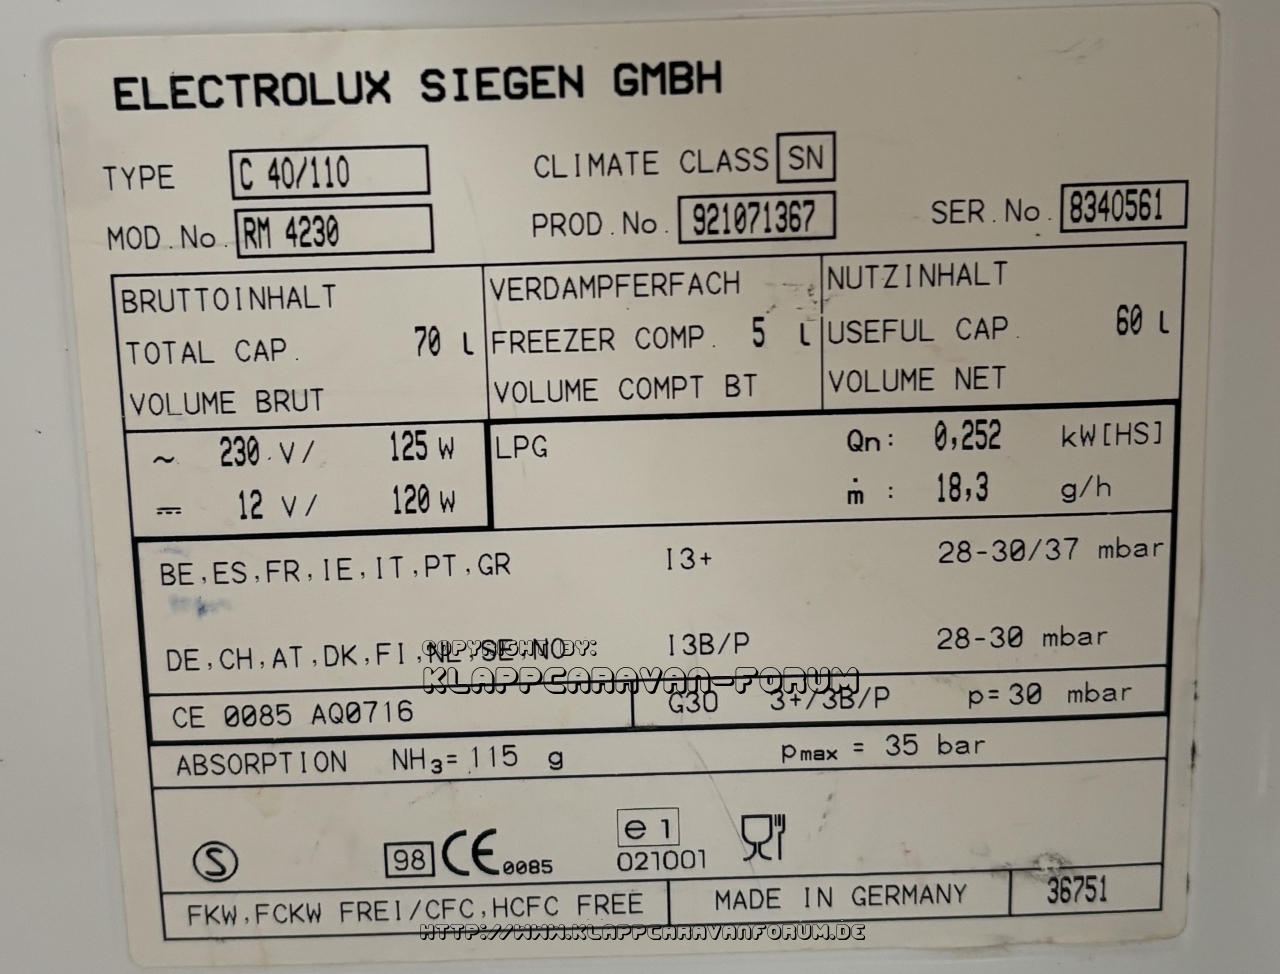 ELECTROLUX SIEGEN GMBH
TYPE C 40/110 CLIMATE CLASS SN
MOD.No. RM 4230 PROD.No. 921071367 SER.No. 8340561
BRUTTOINHALT VERDAMPFERFACH NUTZINHALT
TOTAL CAP. 70 l FREEZER COMP. 5 l USEFUL CAP. 60 l
VOLUME BRUT VOLUME COMPT BT VOLUME NET
~ 230 V/ 125 W LPG Qn: 0,252 kW[HS]
⎓ 12 V/ 120 W ṁ : 18,3 g/h
BE,ES,FR,IE,IT,PT,GR I3+ 28-30/37 mbar
DE,CH,AT,DK,FI,NL,SE,NO I3B/P 28-30 mbar
COPYRIGHT BY:
KLAPPCARAVAN-FORUM
CE 0085 AQ0716 G30 3+/3B/P p= 30 mbar
ABSORPTION NH₃= 115 g pmax = 35 bar
S 98 CE 0085 e1 021001
FKW,FCKW FREI/CFC,HCFC FREE MADE IN GERMANY 36751
HTTP://WWW.KLAPPCARAVANFORUM.DE